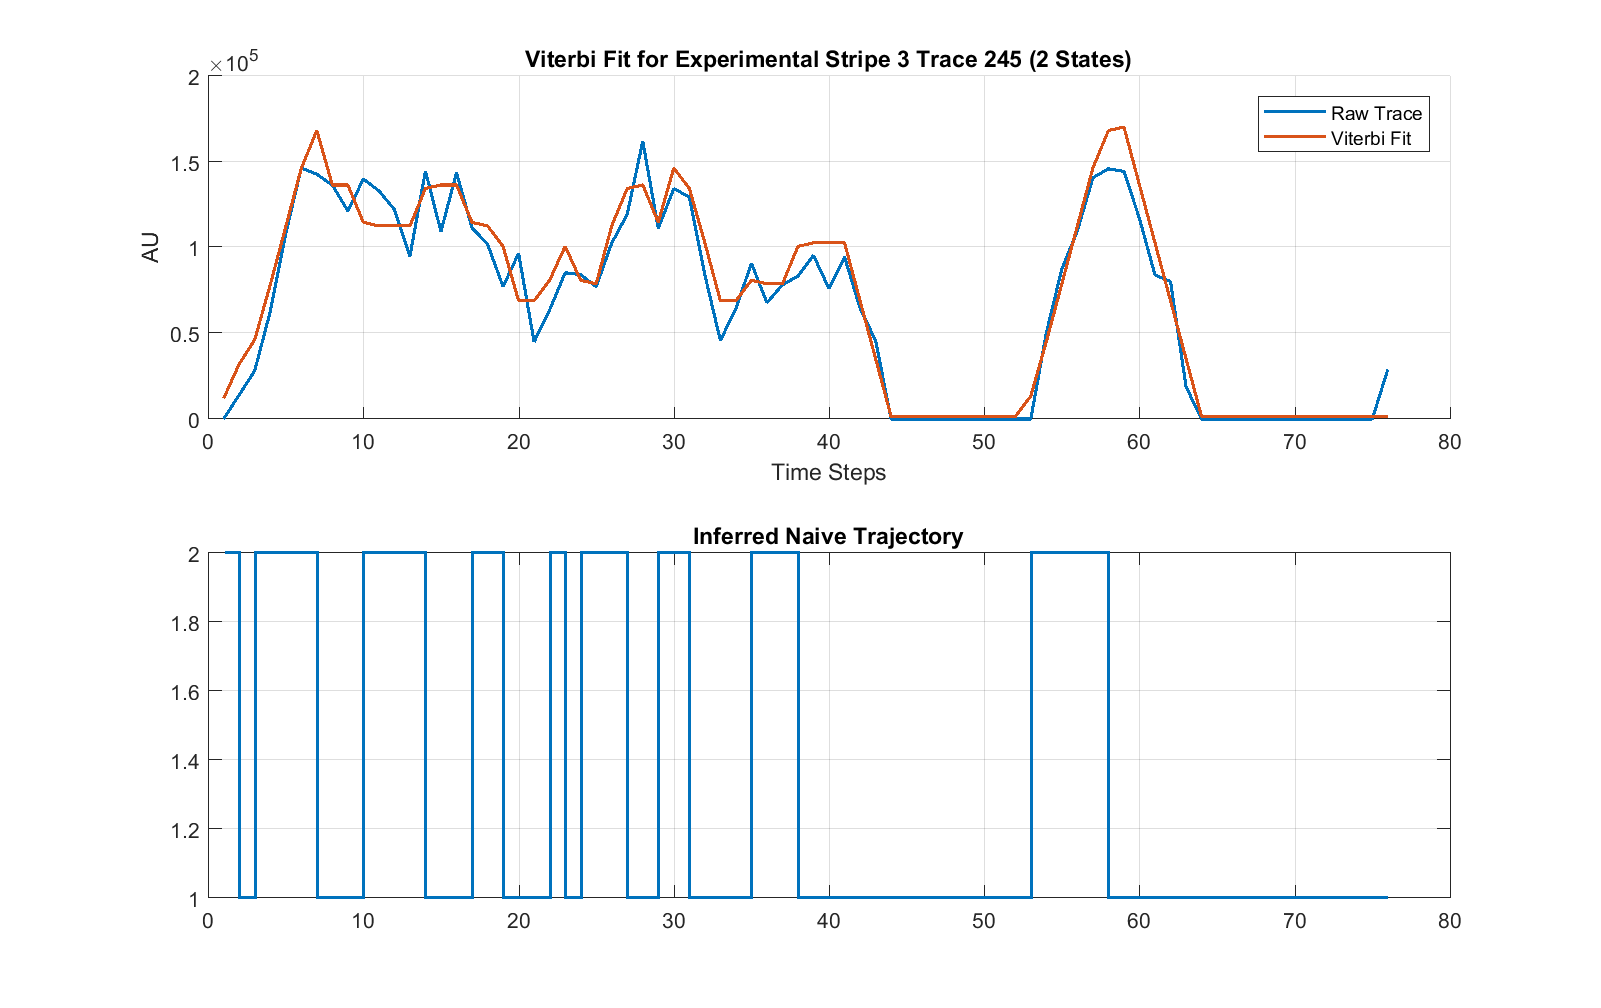 Viterbi Fit for Experimental Stripe 3 Trace 245 (2 States)
×10^5
2
1.5
1
0.5
0
AU
Raw Trace
Viterbi Fit
0 10 20 30 40 50 60 70 80
Time Steps
Inferred Naive Trajectory
2
1.8
1.6
1.4
1.2
1
0 10 20 30 40 50 60 70 80